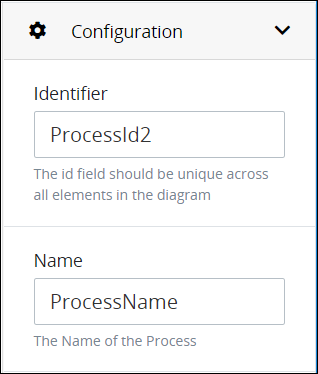 Configuration
Identifier
ProcessId2
The id field should be unique across
all elements in the diagram
Name
ProcessName
The Name of the Process